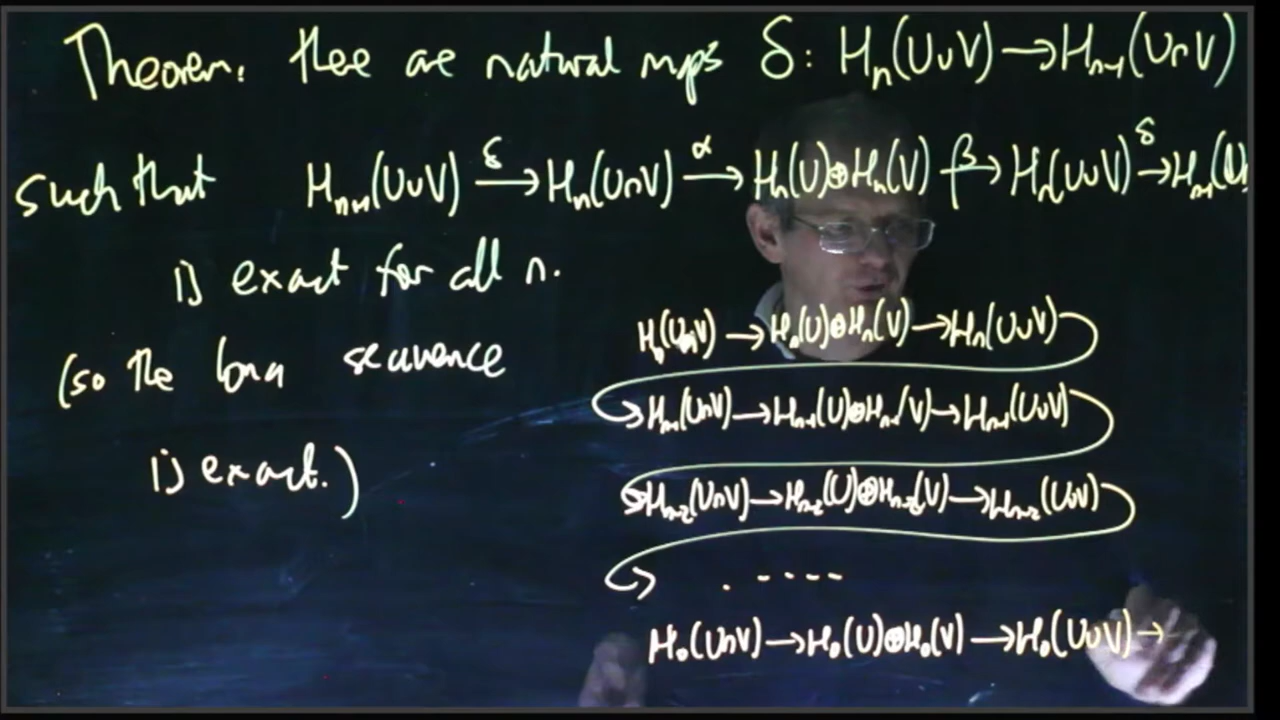 Theorem. thee are natural maps δ: Hₙ(U∪V) → Hₙ₋₁(U∩V)
such that Hₙ₊₁(U∪V) →^δ Hₙ(U∩V) →^α Hₙ(U)⊕Hₙ(V) →^β Hₙ(U∪V) →^δ Hₙ₋₁(U
is exact for all n.
(so the long sequence
is exact.)
Hₙ(U∩V) → Hₙ(U)⊕Hₙ(V) → Hₙ(U∪V)
→ Hₙ₋₁(U∩V) → Hₙ₋₁(U)⊕Hₙ₋₁(V) → Hₙ₋₁(U∪V)
→ Hₙ₋₂(U∩V) → Hₙ₋₂(U)⊕Hₙ₋₂(V) → Hₙ₋₂(U∪V)
→ .....
H₀(U∩V) → H₀(U)⊕H₀(V) → H₀(U∪V) →